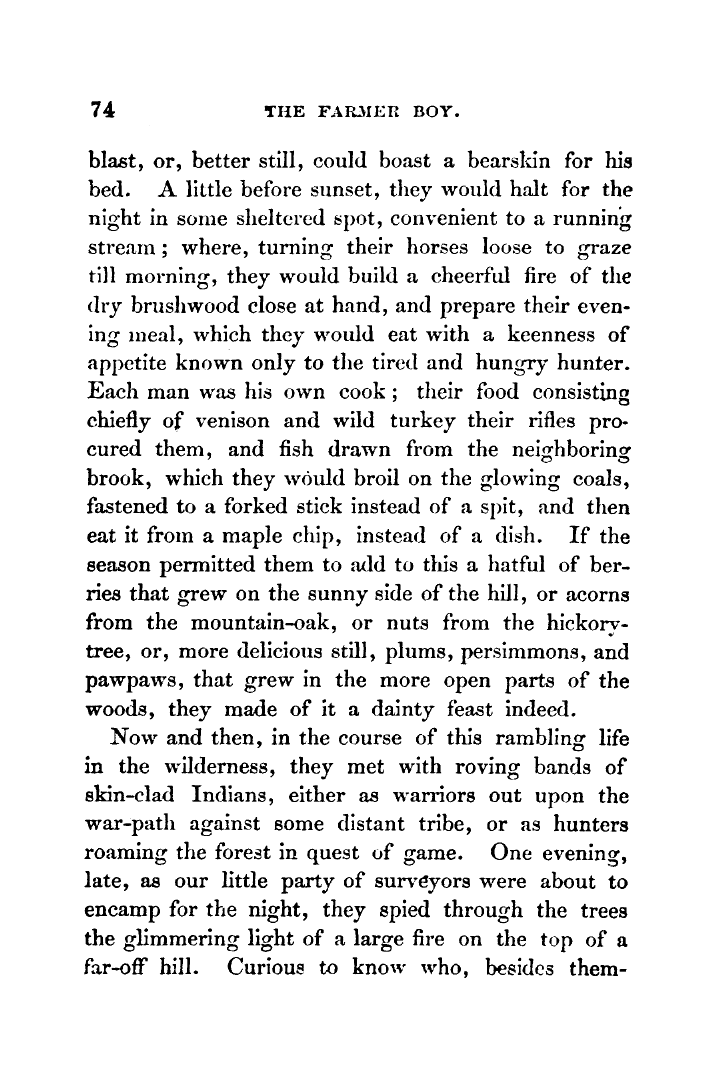 74 THE FARMER BOY.
blast, or, better still, could boast a bearskin for his
bed. A little before sunset, they would halt for the
night in some sheltered spot, convenient to a running
stream ; where, turning their horses loose to graze
till morning, they would build a cheerful fire of the
dry brushwood close at hand, and prepare their even-
ing meal, which they would eat with a keenness of
appetite known only to the tired and hungry hunter.
Each man was his own cook ; their food consisting
chiefly of venison and wild turkey their rifles pro-
cured them, and fish drawn from the neighboring
brook, which they would broil on the glowing coals,
fastened to a forked stick instead of a spit, and then
eat it from a maple chip, instead of a dish. If the
season permitted them to add to this a hatful of ber-
ries that grew on the sunny side of the hill, or acorns
from the mountain-oak, or nuts from the hickory-
tree, or, more delicious still, plums, persimmons, and
pawpaws, that grew in the more open parts of the
woods, they made of it a dainty feast indeed.
Now and then, in the course of this rambling life
in the wilderness, they met with roving bands of
skin-clad Indians, either as warriors out upon the
war-path against some distant tribe, or as hunters
roaming the forest in quest of game. One evening,
late, as our little party of surveyors were about to
encamp for the night, they spied through the trees
the glimmering light of a large fire on the top of a
far-off hill. Curious to know who, besides them-